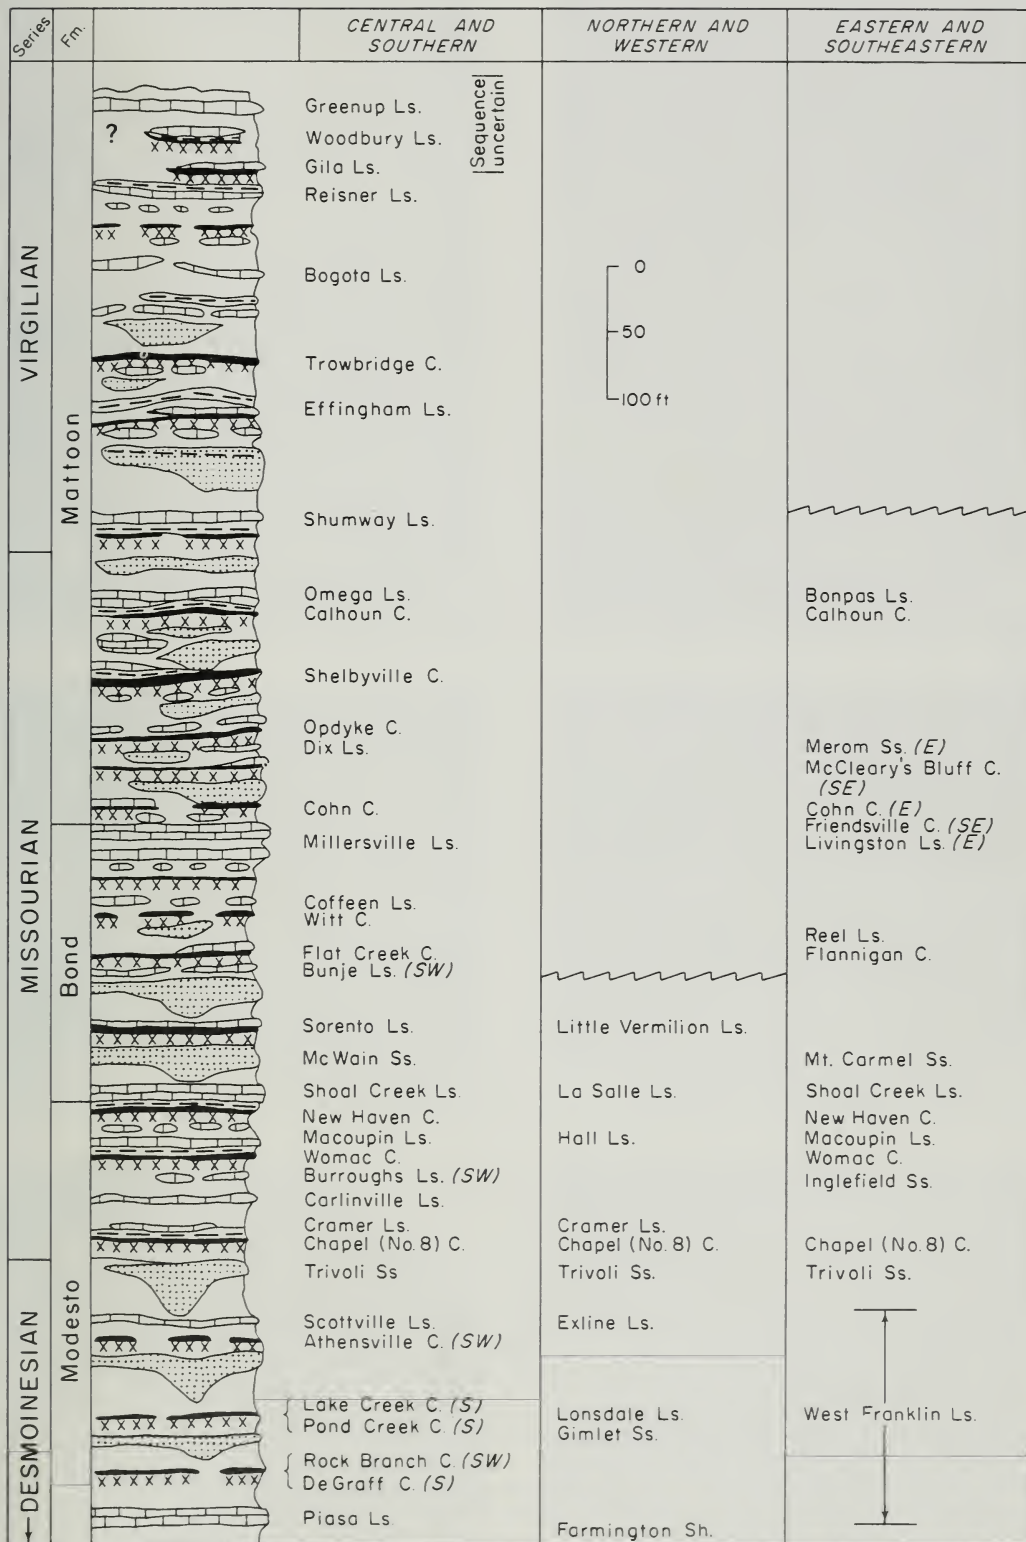 Series
Fm.
CENTRAL AND
SOUTHERN
NORTHERN AND
WESTERN
EASTERN AND
SOUTHEASTERN
VIRGILIAN
MISSOURIAN
DESMOINESIAN
Mattoon
Bond
Modesto
?
Greenup Ls.
Woodbury Ls.
Gila Ls.
Reisner Ls.
Sequence
uncertain
Bogota Ls.
Trowbridge C.
Effingham Ls.
Shumway Ls.
Omega Ls.
Calhoun C.
Shelbyville C.
Opdyke C.
Dix Ls.
Cohn C.
Millersville Ls.
Coffeen Ls.
Witt C.
Flat Creek C.
Bunje Ls. (SW)
Sorento Ls.
McWain Ss.
Shoal Creek Ls.
New Haven C.
Macoupin Ls.
Womac C.
Burroughs Ls. (SW)
Carlinville Ls.
Cramer Ls.
Chapel (No. 8) C.
Trivoli Ss
Scottville Ls.
Athensville C. (SW)
Lake Creek C. (S)
Pond Creek C. (S)
Rock Branch C. (SW)
DeGraff C. (S)
Piasa Ls.
0
50
100 ft
Little Vermilion Ls.
La Salle Ls.
Hall Ls.
Cramer Ls.
Chapel (No. 8) C.
Trivoli Ss.
Exline Ls.
Lonsdale Ls.
Gimlet Ss.
Farmington Sh.
Bonpas Ls.
Calhoun C.
Merom Ss. (E)
McCleary's Bluff C.
(SE)
Cohn C. (E)
Friendsville C. (SE)
Livingston Ls. (E)
Reel Ls.
Flannigan C.
Mt. Carmel Ss.
Shoal Creek Ls.
New Haven C.
Macoupin Ls.
Womac C.
Inglefield Ss.
Chapel (No. 8) C.
Trivoli Ss.
West Franklin Ls.